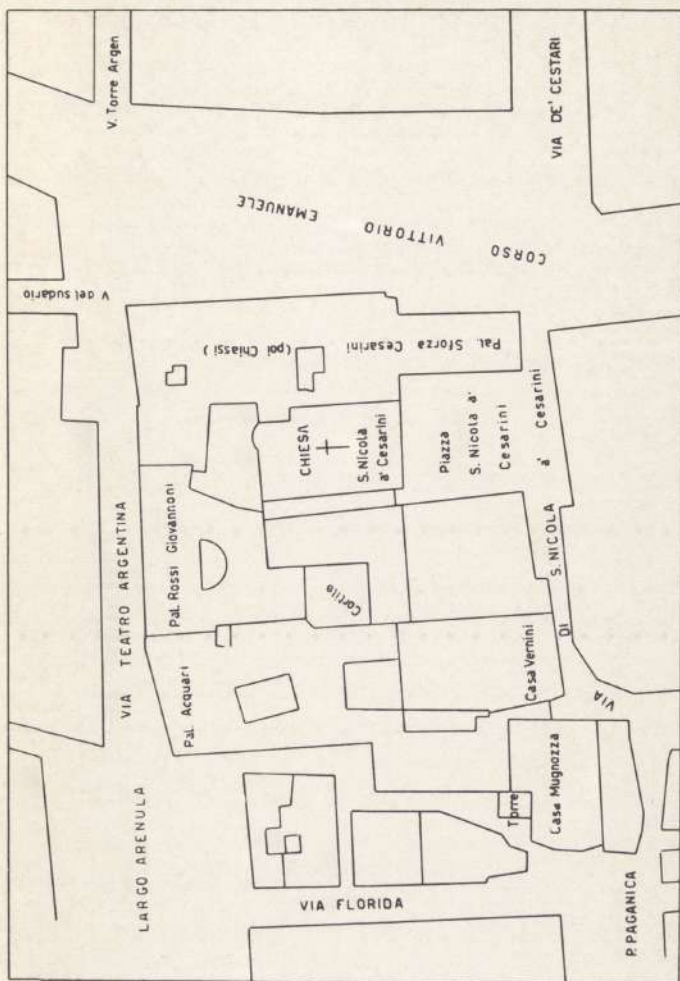 V. Torre Argen
VIA DE' CESTARI
CORSO VITTORIO EMANUELE
V del sudario
Pal. Sforza Cesarini
(poi Chiassi)
CHIESA
S. Nicola
a' Cesarini
Piazza
S. Nicola a'
Cesarini
VIA TEATRO ARGENTINA
Pal. Rossi Giovannoni
Cortile
VIA DI S. NICOLA a' Cesarini
Pal. Acquari
Casa Vernini
LARGO ARENULA
Torre
Casa Mugnozza
VIA FLORIDA
P. PAGANICA